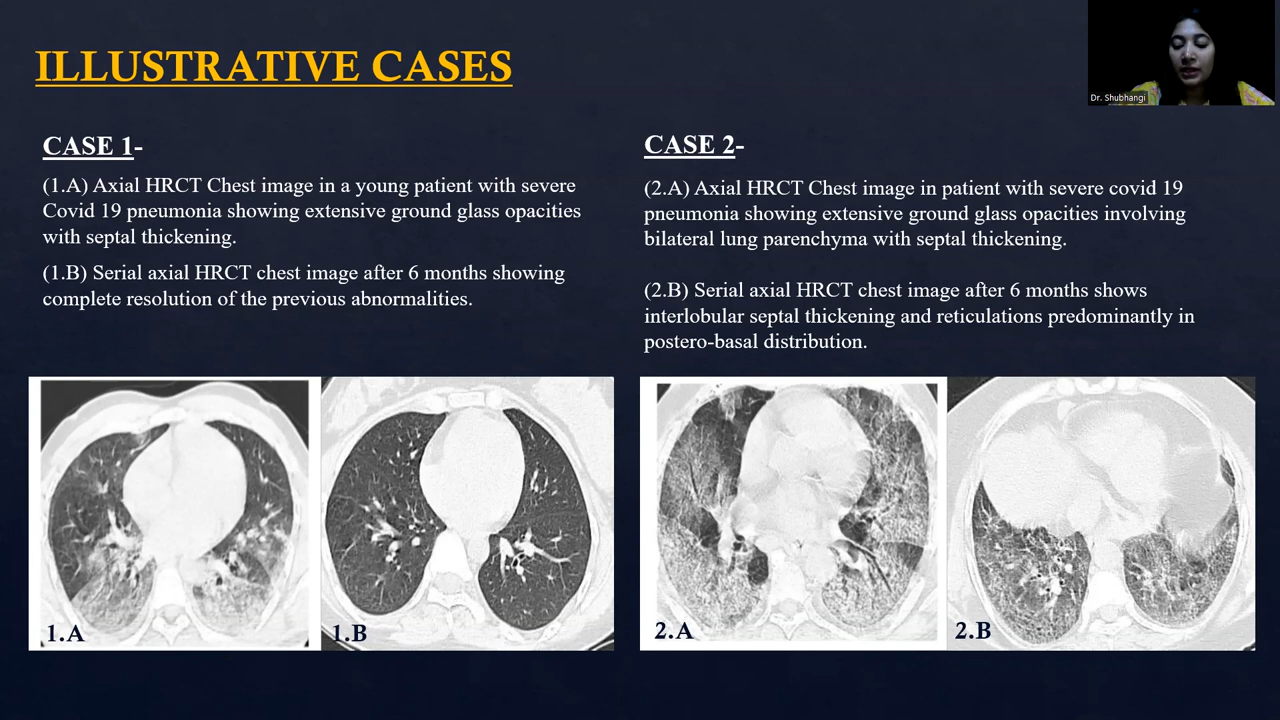 ILLUSTRATIVE CASES
Dr. Shubhangi
CASE 1-
(1.A) Axial HRCT Chest image in a young patient with severe
Covid 19 pneumonia showing extensive ground glass opacities
with septal thickening.
(1.B) Serial axial HRCT chest image after 6 months showing
complete resolution of the previous abnormalities.
1.A
1.B
CASE 2-
(2.A) Axial HRCT Chest image in patient with severe covid 19
pneumonia showing extensive ground glass opacities involving
bilateral lung parenchyma with septal thickening.
(2.B) Serial axial HRCT chest image after 6 months shows
interlobular septal thickening and reticulations predominantly in
postero-basal distribution.
2.A
2.B